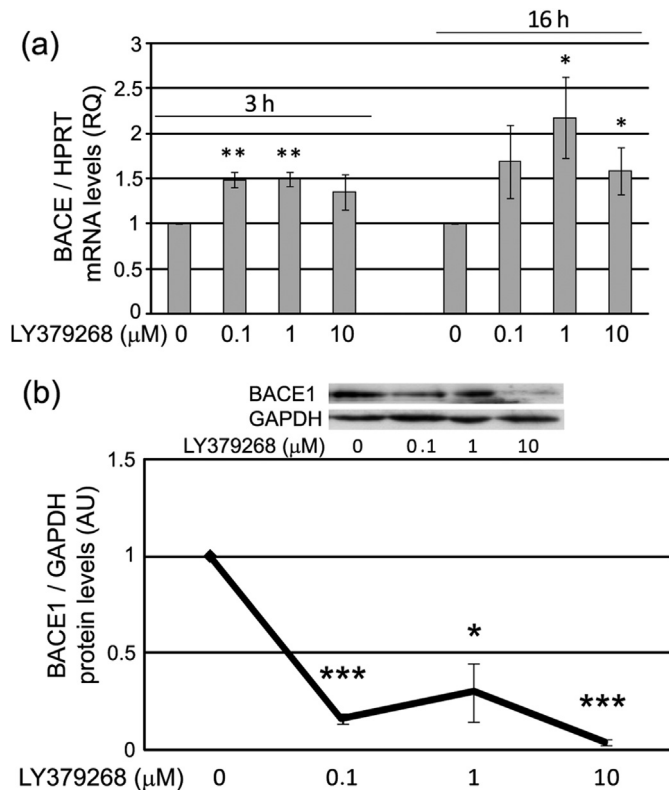 (a)
16 h
3
2.5
2
1.5
1
0.5
0
BACE / HPRT
mRNA levels (RQ)
3 h
** **
* *
LY379268 (μM) 0 0.1 1 10 0 0.1 1 10
(b)
BACE1
GAPDH
LY379268 (μM) 0 0.1 1 10
1.5
1
0.5
0
BACE1 / GAPDH
protein levels (AU)
*** * ***
LY379268 (μM) 0 0.1 1 10